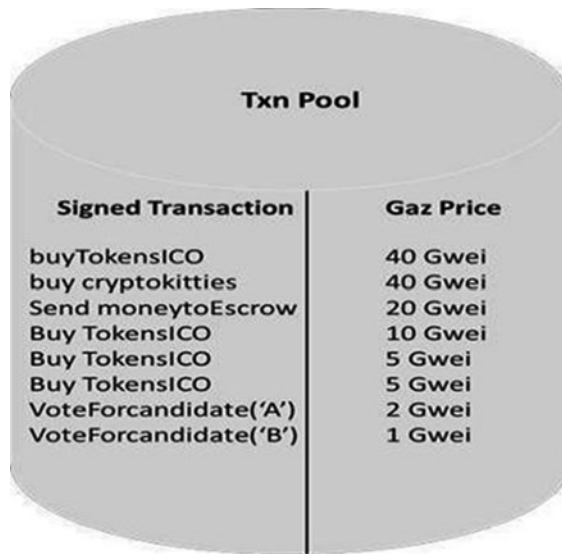 Txn Pool
Signed Transaction Gaz Price
buyTokensICO 40 Gwei
buy cryptokitties 40 Gwei
Send moneytoEscrow 20 Gwei
Buy TokensICO 10 Gwei
Buy TokensICO 5 Gwei
Buy TokensICO 5 Gwei
VoteForcandidate('A') 2 Gwei
VoteForcandidate('B') 1 Gwei